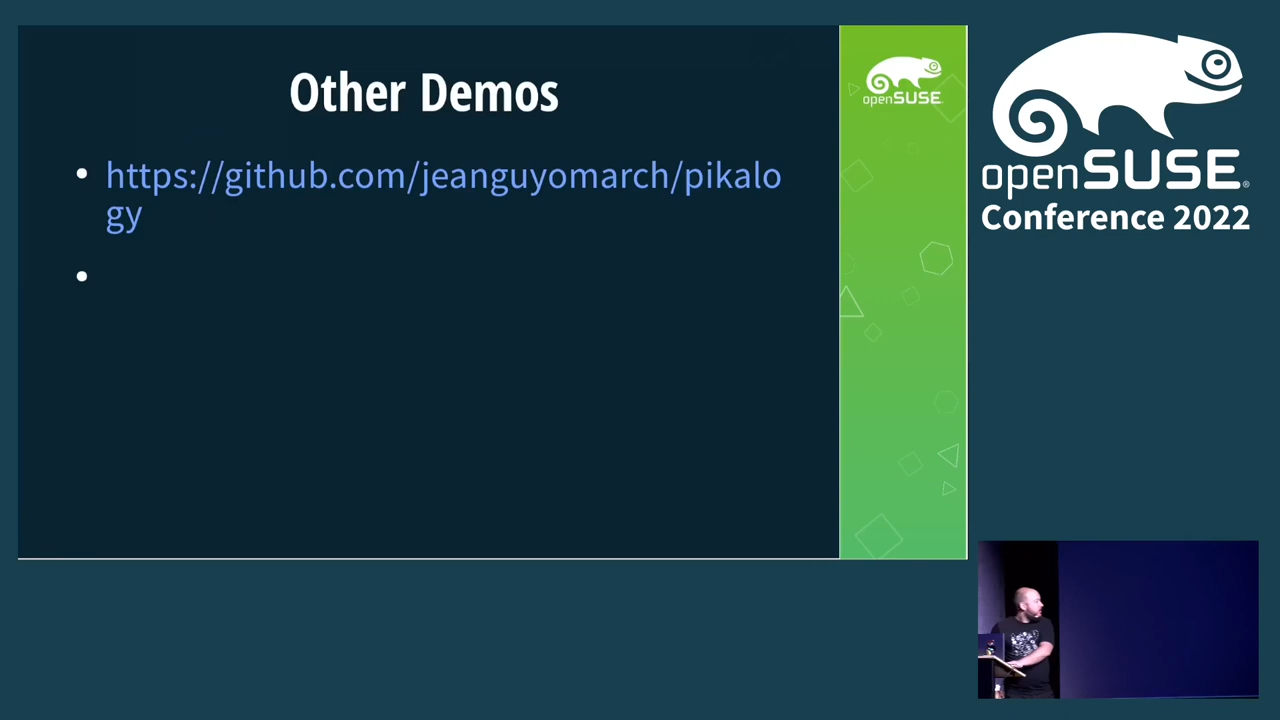 Other Demos
https://github.com/jeanguyomarch/pikalo
gy
openSUSE
openSUSE®
Conference 2022